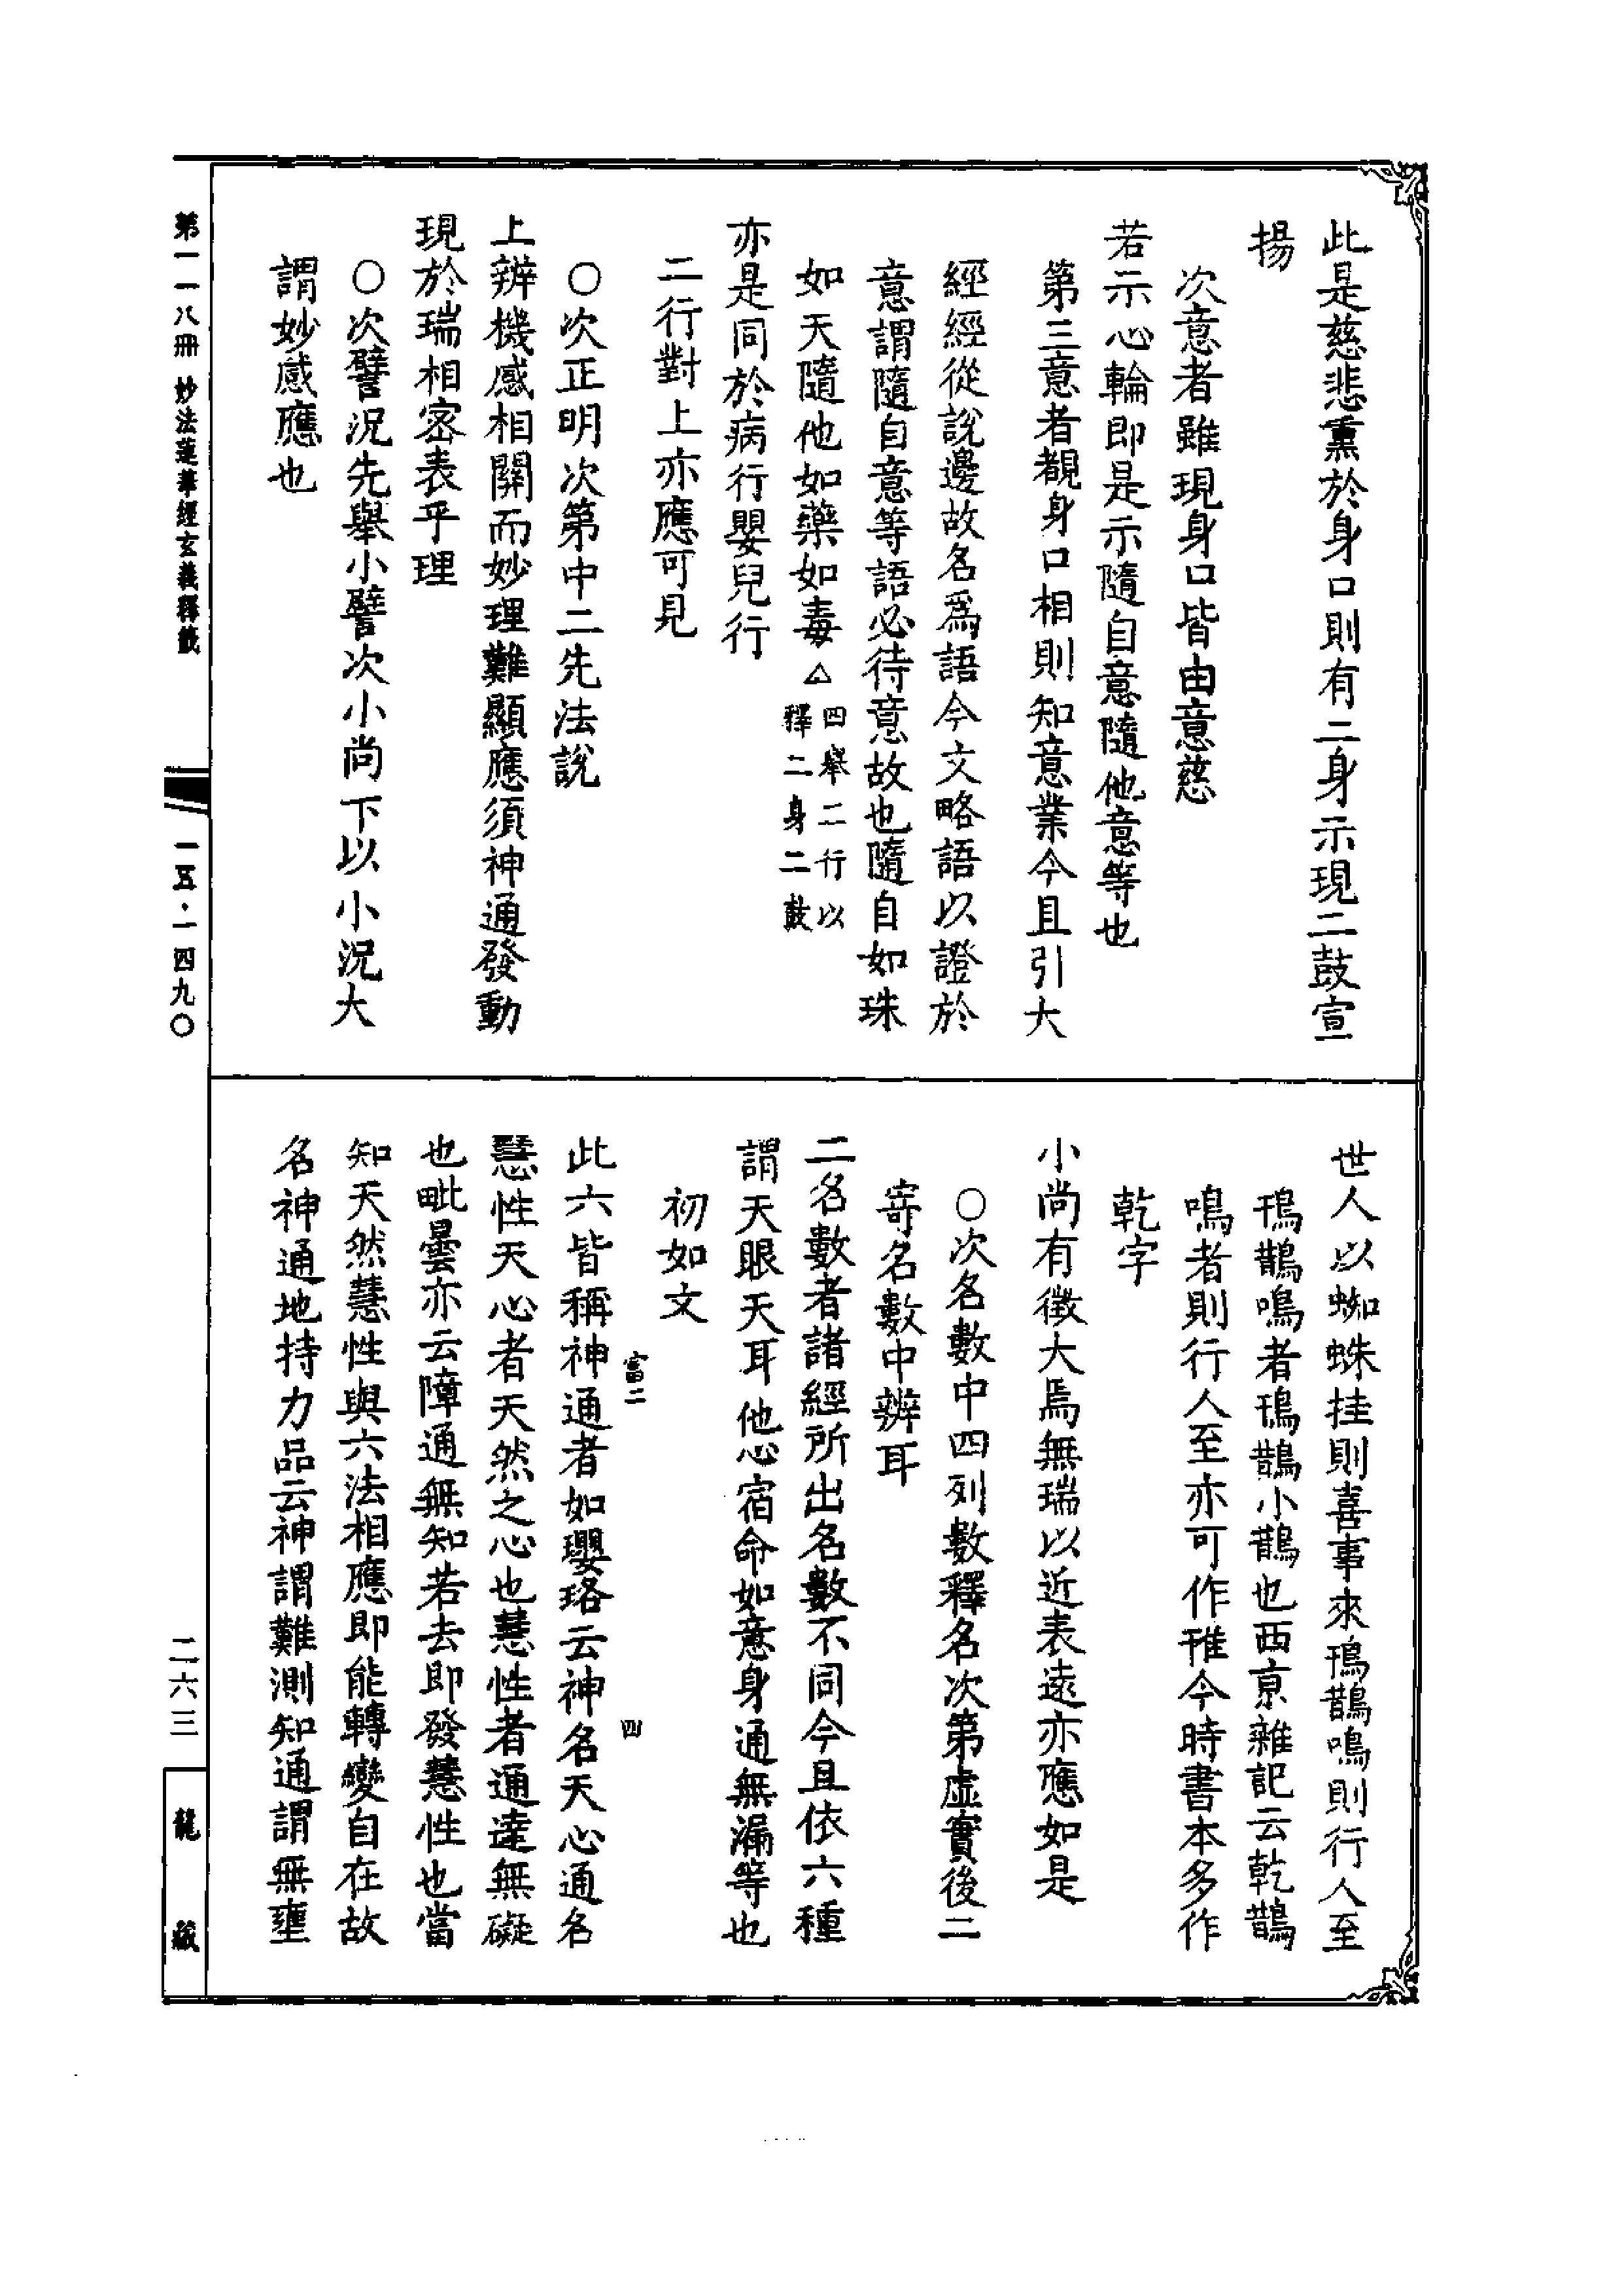 此是慈悲熏於身口則有二身示現二鼓宣
揚
次意者雖現身口皆由意慈
若示心輪即是示隨自意隨他意等也
第三意者覩身口相則知意業今且引大
經經從說邊故名為語今文略語以證於
意謂隨自意等語必待意故也隨自如珠
如天隨他如藥如毒△四舉二行以
釋二身二鼓
亦是同於病行嬰兒行
二行對上亦應可見
○次正明次第中二先法說
上辨機感相關而妙理難顯應須神通發動
現於瑞相密表乎理
○次譬況先舉小譬次小尚下以小況大
謂妙感應也
世人以蜘蛛挂則喜事來鳱鵲鳴則行人至
鳱鵲鳴者鳱鵲小鵲也西京雜記云乾鵲
鳴者則行人至亦可作䧹今時書本多作
乾字
小尚有徵大焉無瑞以近表遠亦應如是
○次名數中四列數釋名次第虛實後二
寄名數中辨耳
二名數者諸經所出名數不同今且依六種
謂天眼天耳他心宿命如意身通無漏等也
初如文
富二
四
此六皆稱神通者如瓔珞云神名天心通名
慧性天心者天然之心也慧性者通達無礙
也毗曇亦云障通無知若去即發慧性也當
知天然慧性與六法相應即能轉變自在故
名神通地持力品云神謂難測知通謂無壅
第一一八冊 妙法蓮華經玄義釋籤
一五·一四九〇
二六三
龍藏